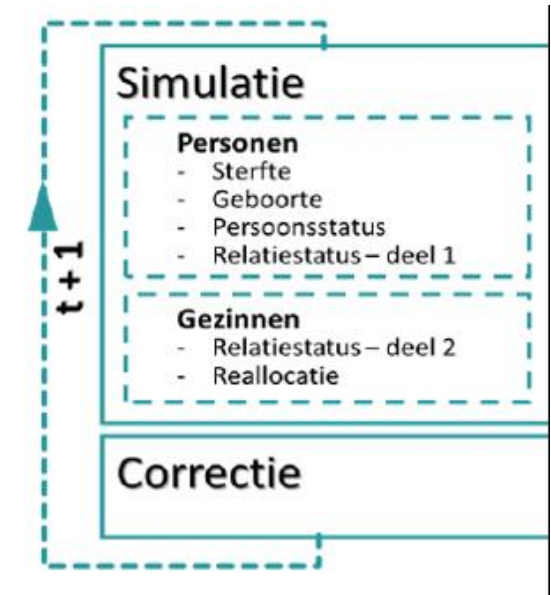 Simulatie
Personen
- Sterfte
- Geboorte
- Persoonsstatus
- Relatiestatus – deel 1
t + 1
Gezinnen
- Relatiestatus – deel 2
- Reallocatie
Correctie